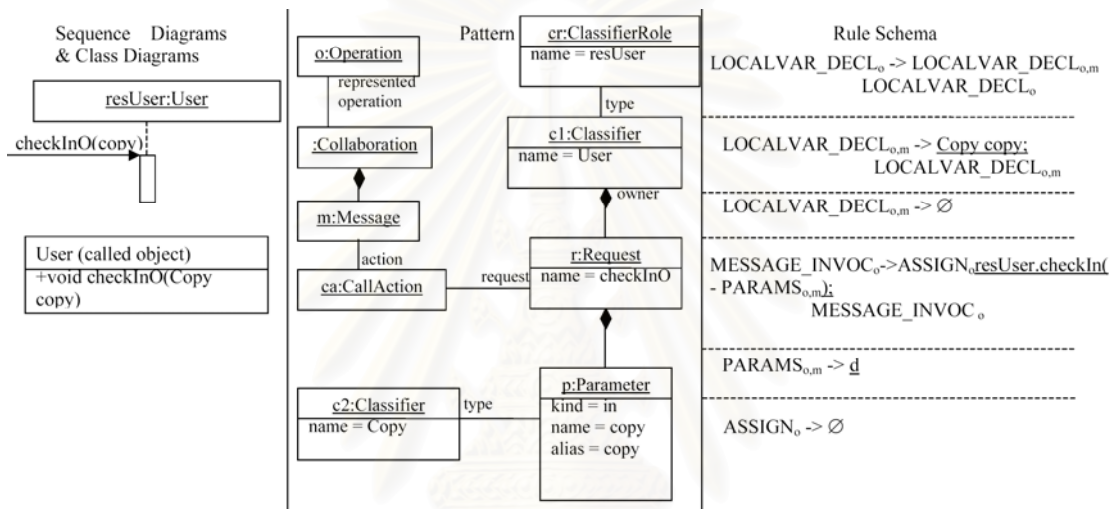 Sequence Diagrams
& Class Diagrams
resUser:User
checkInO(copy)
User (called object)
+void checkInO(Copy
copy)
Pattern
o:Operation
represented
operation
:Collaboration
m:Message
action
ca:CallAction
request
cr:ClassifierRole
name = resUser
type
c1:Classifier
name = User
owner
r:Request
name = checkInO
c2:Classifier
name = Copy
type
p:Parameter
kind = in
name = copy
alias = copy
Rule Schema
LOCALVAR_DECLo -> LOCALVAR_DECLo,m
LOCALVAR_DECLo
LOCALVAR_DECLo,m -> Copy copy;
LOCALVAR_DECLo,m
LOCALVAR_DECLo,m -> ∅
MESSAGE_INVOCo->ASSIGNoresUser.checkIn(
- PARAMSo,m);
MESSAGE_INVOC o
PARAMSo,m -> d
ASSIGNo -> ∅